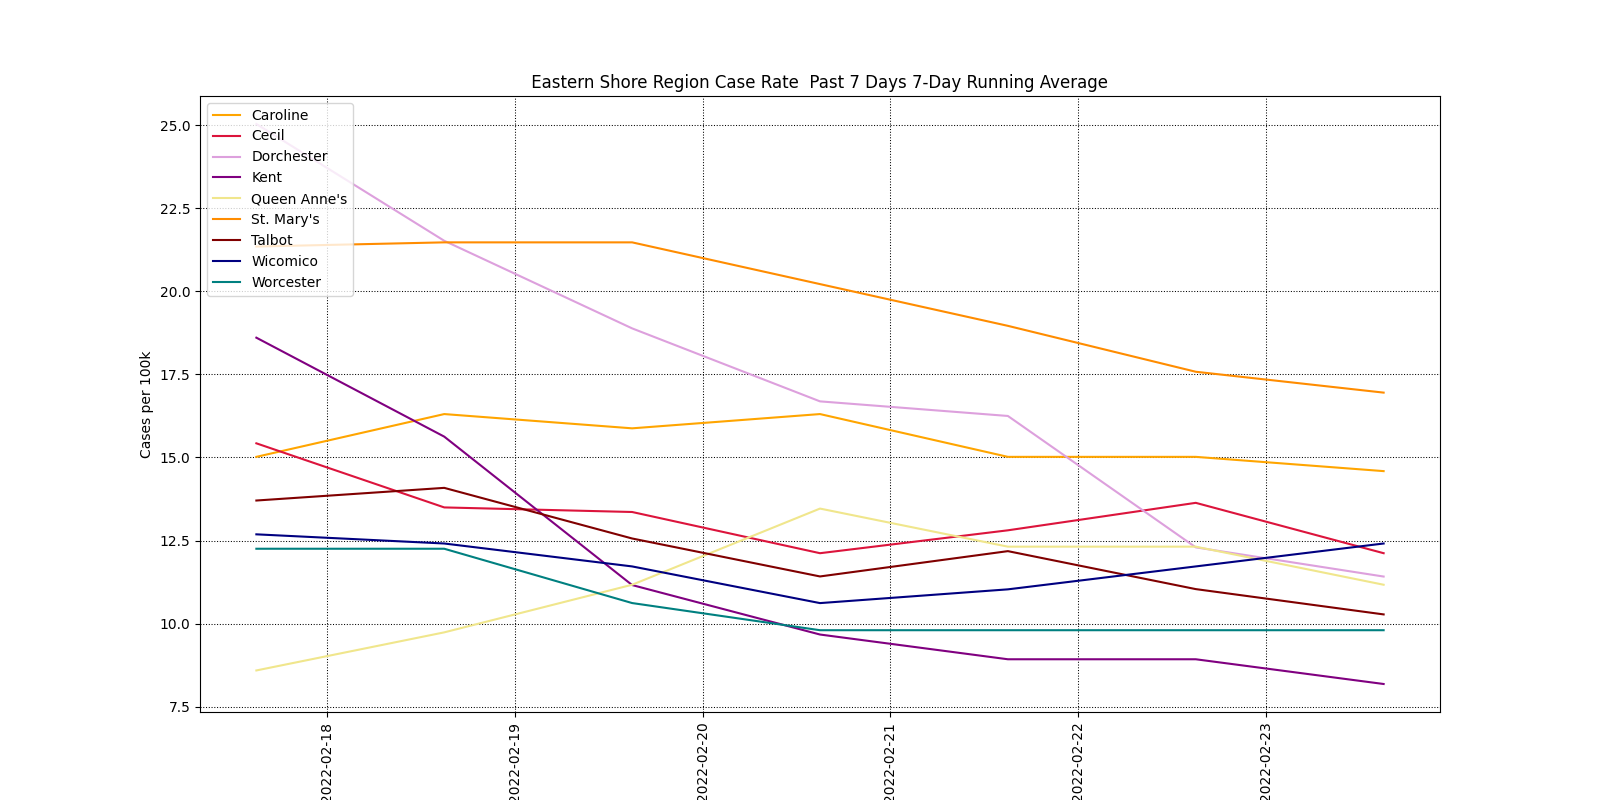 Eastern Shore Region Case Rate  Past 7 Days 7-Day Running Average
Caroline
Cecil
Dorchester
Kent
Queen Anne's
St. Mary's
Talbot
Wicomico
Worcester
25.0
22.5
20.0
17.5
15.0
12.5
10.0
7.5
Cases per 100k
2022-02-18
2022-02-19
2022-02-20
2022-02-21
2022-02-22
2022-02-23